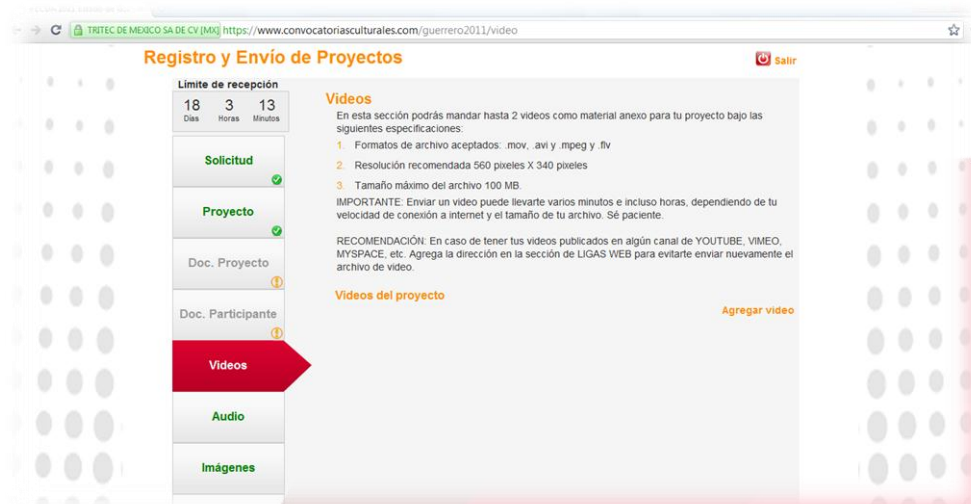 TRITEC DE MEXICO SA DE CV [MX] https://www.convocatoriasculturales.com/guerrero2011/video
Registro y Envío de Proyectos
Salir
Límite de recepción
18 3 13
Días Horas Minutos
Solicitud
Proyecto
Doc. Proyecto
Doc. Participante
Videos
Audio
Imágenes
Videos
En esta sección podrás mandar hasta 2 videos como material anexo para tu proyecto bajo las
siguientes especificaciones:
1. Formatos de archivo aceptados: .mov, .avi y .mpeg y .flv
2. Resolución recomendada 560 pixeles X 340 pixeles
3. Tamaño máximo del archivo 100 MB.
IMPORTANTE: Enviar un video puede llevarte varios minutos e incluso horas, dependiendo de tu
velocidad de conexión a internet y el tamaño de tu archivo. Sé paciente.
RECOMENDACIÓN: En caso de tener tus videos publicados en algún canal de YOUTUBE, VIMEO,
MYSPACE, etc. Agrega la dirección en la sección de LIGAS WEB para evitarte enviar nuevamente el
archivo de video.
Videos del proyecto
Agregar video